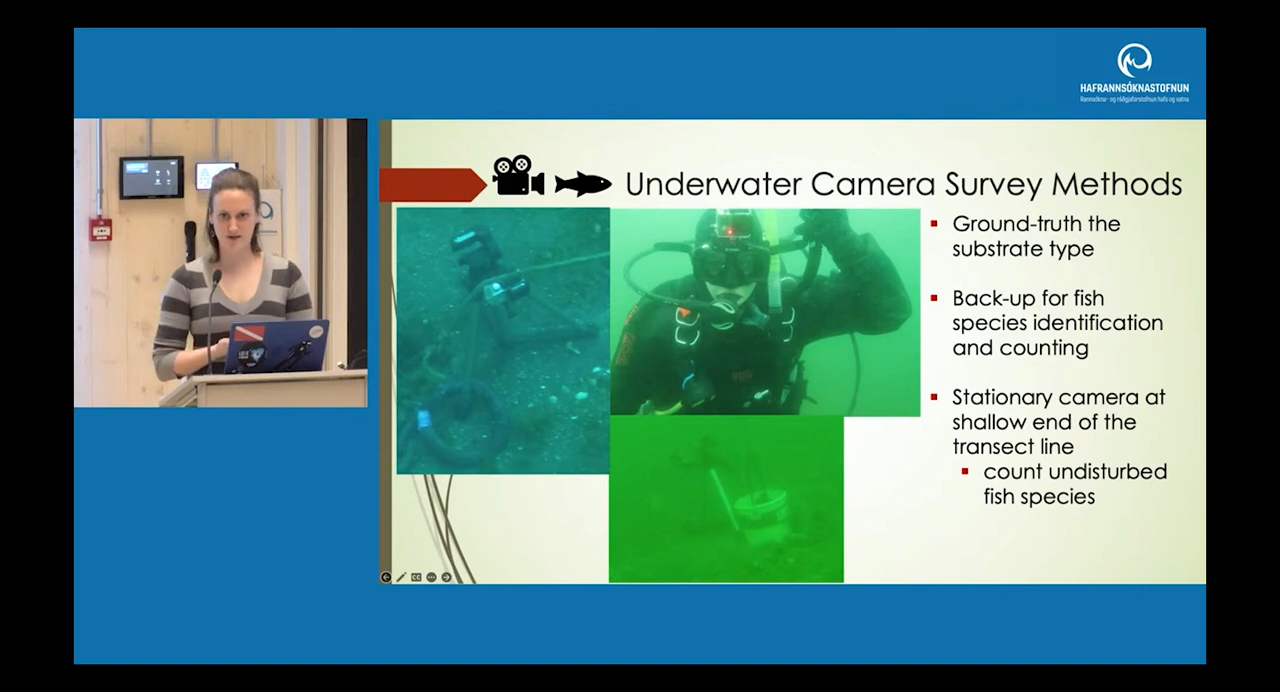 HAFRANNSÓKNASTOFNUN
Rannsókna- og ráðgjafarstofnun hafs og vatna
Underwater Camera Survey Methods
Ground-truth the
substrate type
Back-up for fish
species identification
and counting
Stationary camera at
shallow end of the
transect line
count undisturbed
fish species